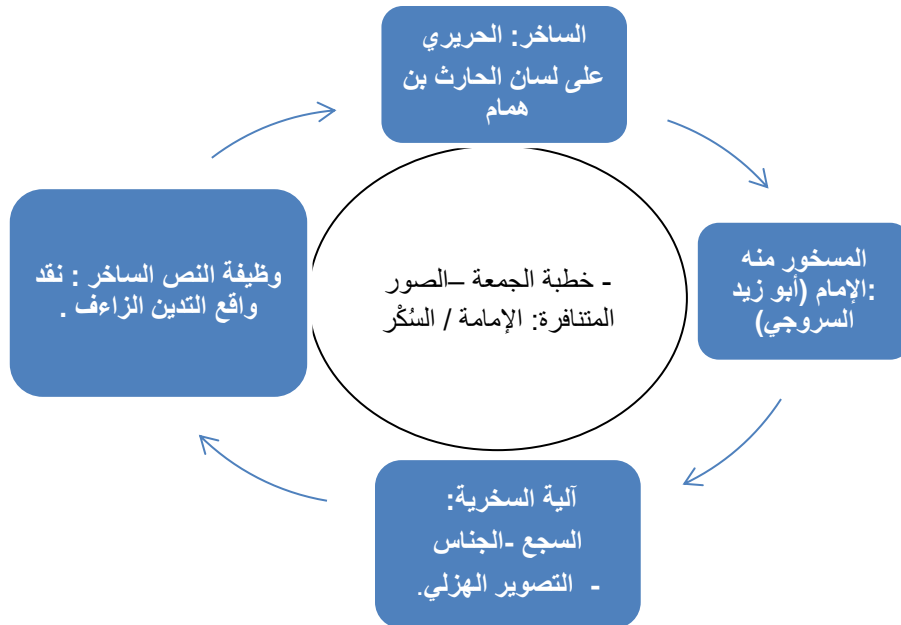 الساخر: الحريري
على لسان الحارث بن
همام
المسخور منه
:الإمام (أبو زيد
السروجي)
آلية السخرية:
السجع -الجناس
- التصوير الهزلي.
وظيفة النص الساخر : نقد
واقع التدين الزاءف .
- خطبة الجمعة –الصور
المتنافرة: الإمامة / السُكْر